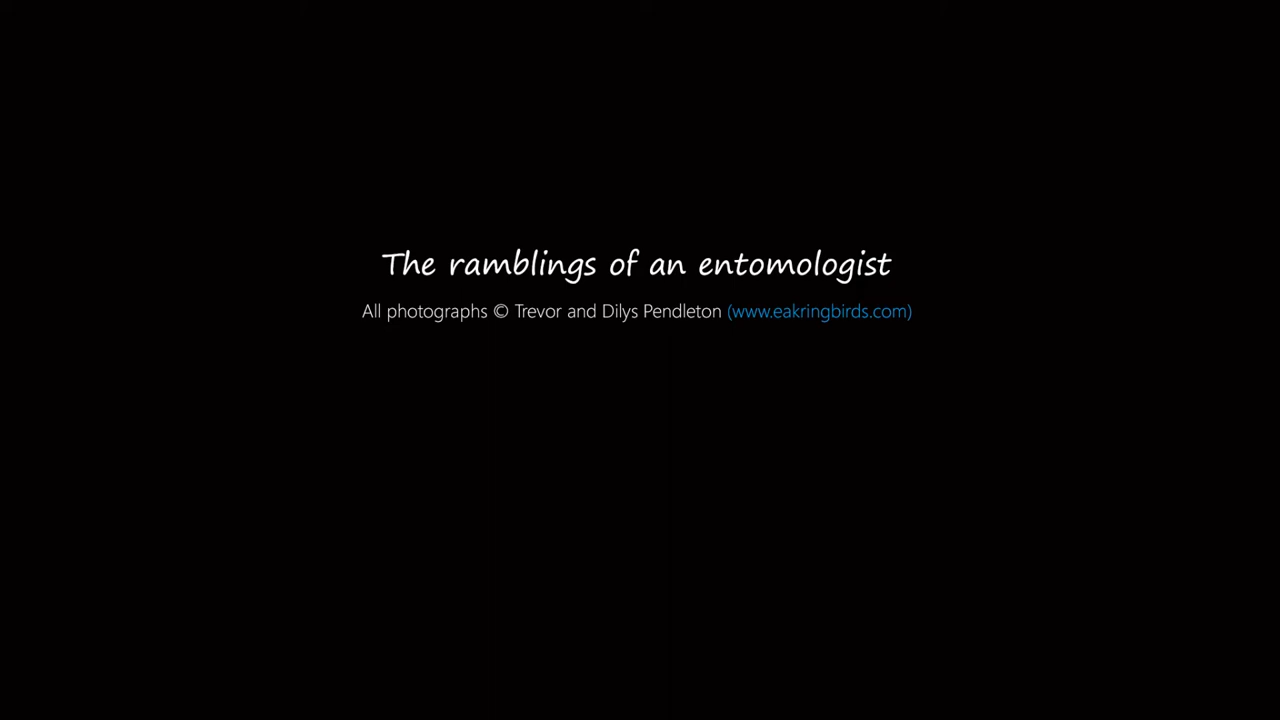 The ramblings of an entomologist
All photographs © Trevor and Dilys Pendleton (www.eakringbirds.com)